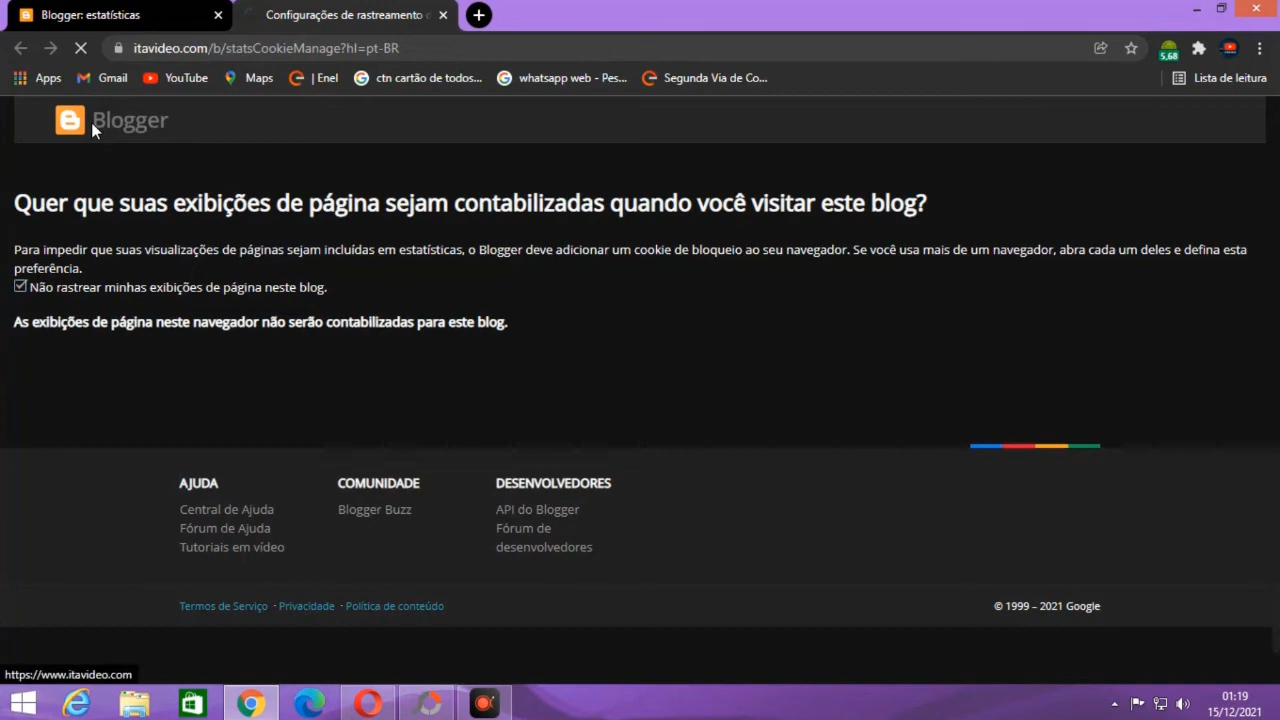 Blogger: estatísticas
Configurações de rastreamento
itavideo.com/b/statsCookieManage?hl=pt-BR
5,68
Apps
Gmail
YouTube
Maps
| Enel
ctn cartão de todos...
whatsapp web - Pes...
Segunda Via de Co...
Lista de leitura
Blogger
Quer que suas exibições de página sejam contabilizadas quando você visitar este blog?
Para impedir que suas visualizações de páginas sejam incluídas em estatísticas, o Blogger deve adicionar um cookie de bloqueio ao seu navegador. Se você usa mais de um navegador, abra cada um deles e defina esta
preferência.
Não rastrear minhas exibições de página neste blog.
As exibições de página neste navegador não serão contabilizadas para este blog.
AJUDA
Central de Ajuda
Fórum de Ajuda
Tutoriais em vídeo
COMUNIDADE
Blogger Buzz
DESENVOLVEDORES
API do Blogger
Fórum de
desenvolvedores
Termos de Serviço - Privacidade - Política de conteúdo
© 1999 – 2021 Google
https://www.itavideo.com
01:19
15/12/2021